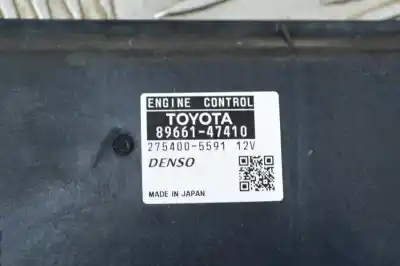 ENGINE CONTROL
TOYOTA
89661-47410
275400-5591 12V
DENSO
MADE IN JAPAN